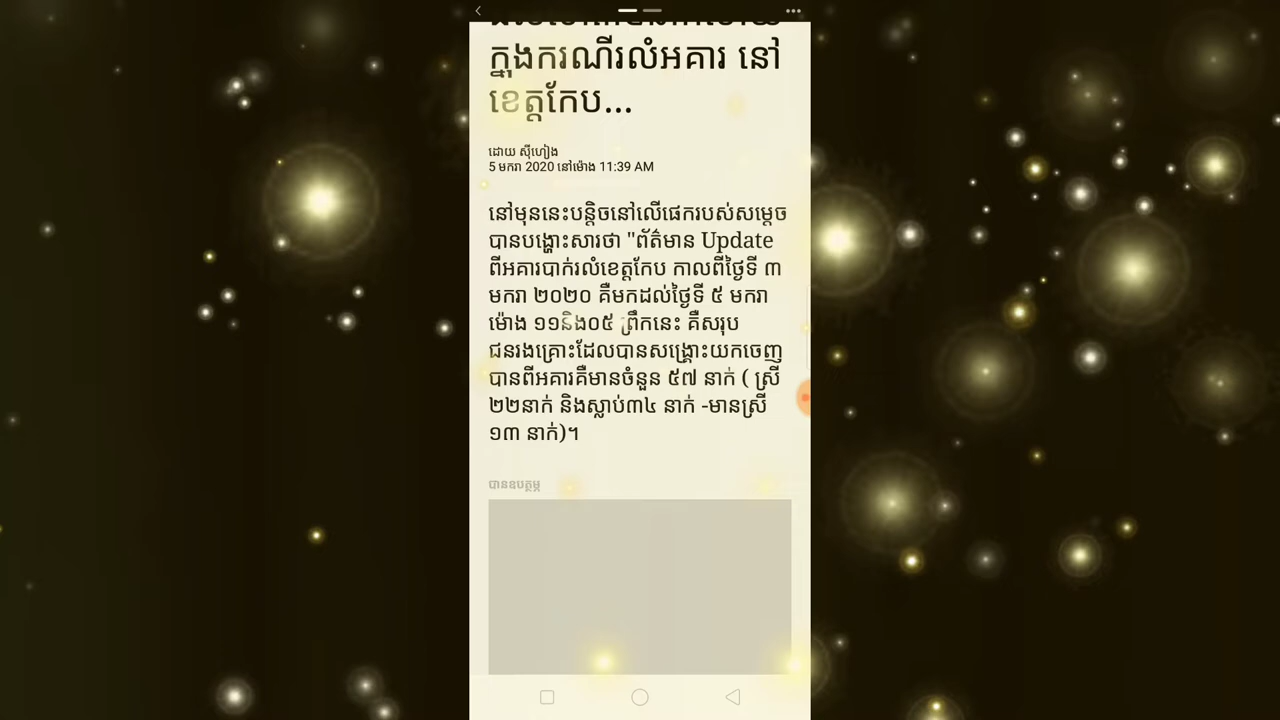 ក្នុងករណីរលំអគារ នៅ
ខេត្តកែប...
ដោយ ស៊ីហៀង
5 មករា 2020 នៅម៉ោង 11:39 AM
នៅមុននេះបន្តិចនៅលើផេករបស់សម្តេច
បានបង្ហោះសារថា "ព័ត៌មាន Update
ពីអគារបាក់រលំខេត្តកែប កាលពីថ្ងៃទី ៣
មករា ២០២០ គឺមកដល់ថ្ងៃទី ៥ មករា
ម៉ោង ១១និង០៥ ព្រឹកនេះ គឺសរុប
ជនរងគ្រោះដែលបានសង្គ្រោះយកចេញ
បានពីអគារគឺមានចំនួន ៥៧ នាក់ ( ស្រី
២២នាក់ និងស្លាប់៣៤ នាក់ -មានស្រី
១៣ នាក់)។
បានឧបត្ថម្ភ